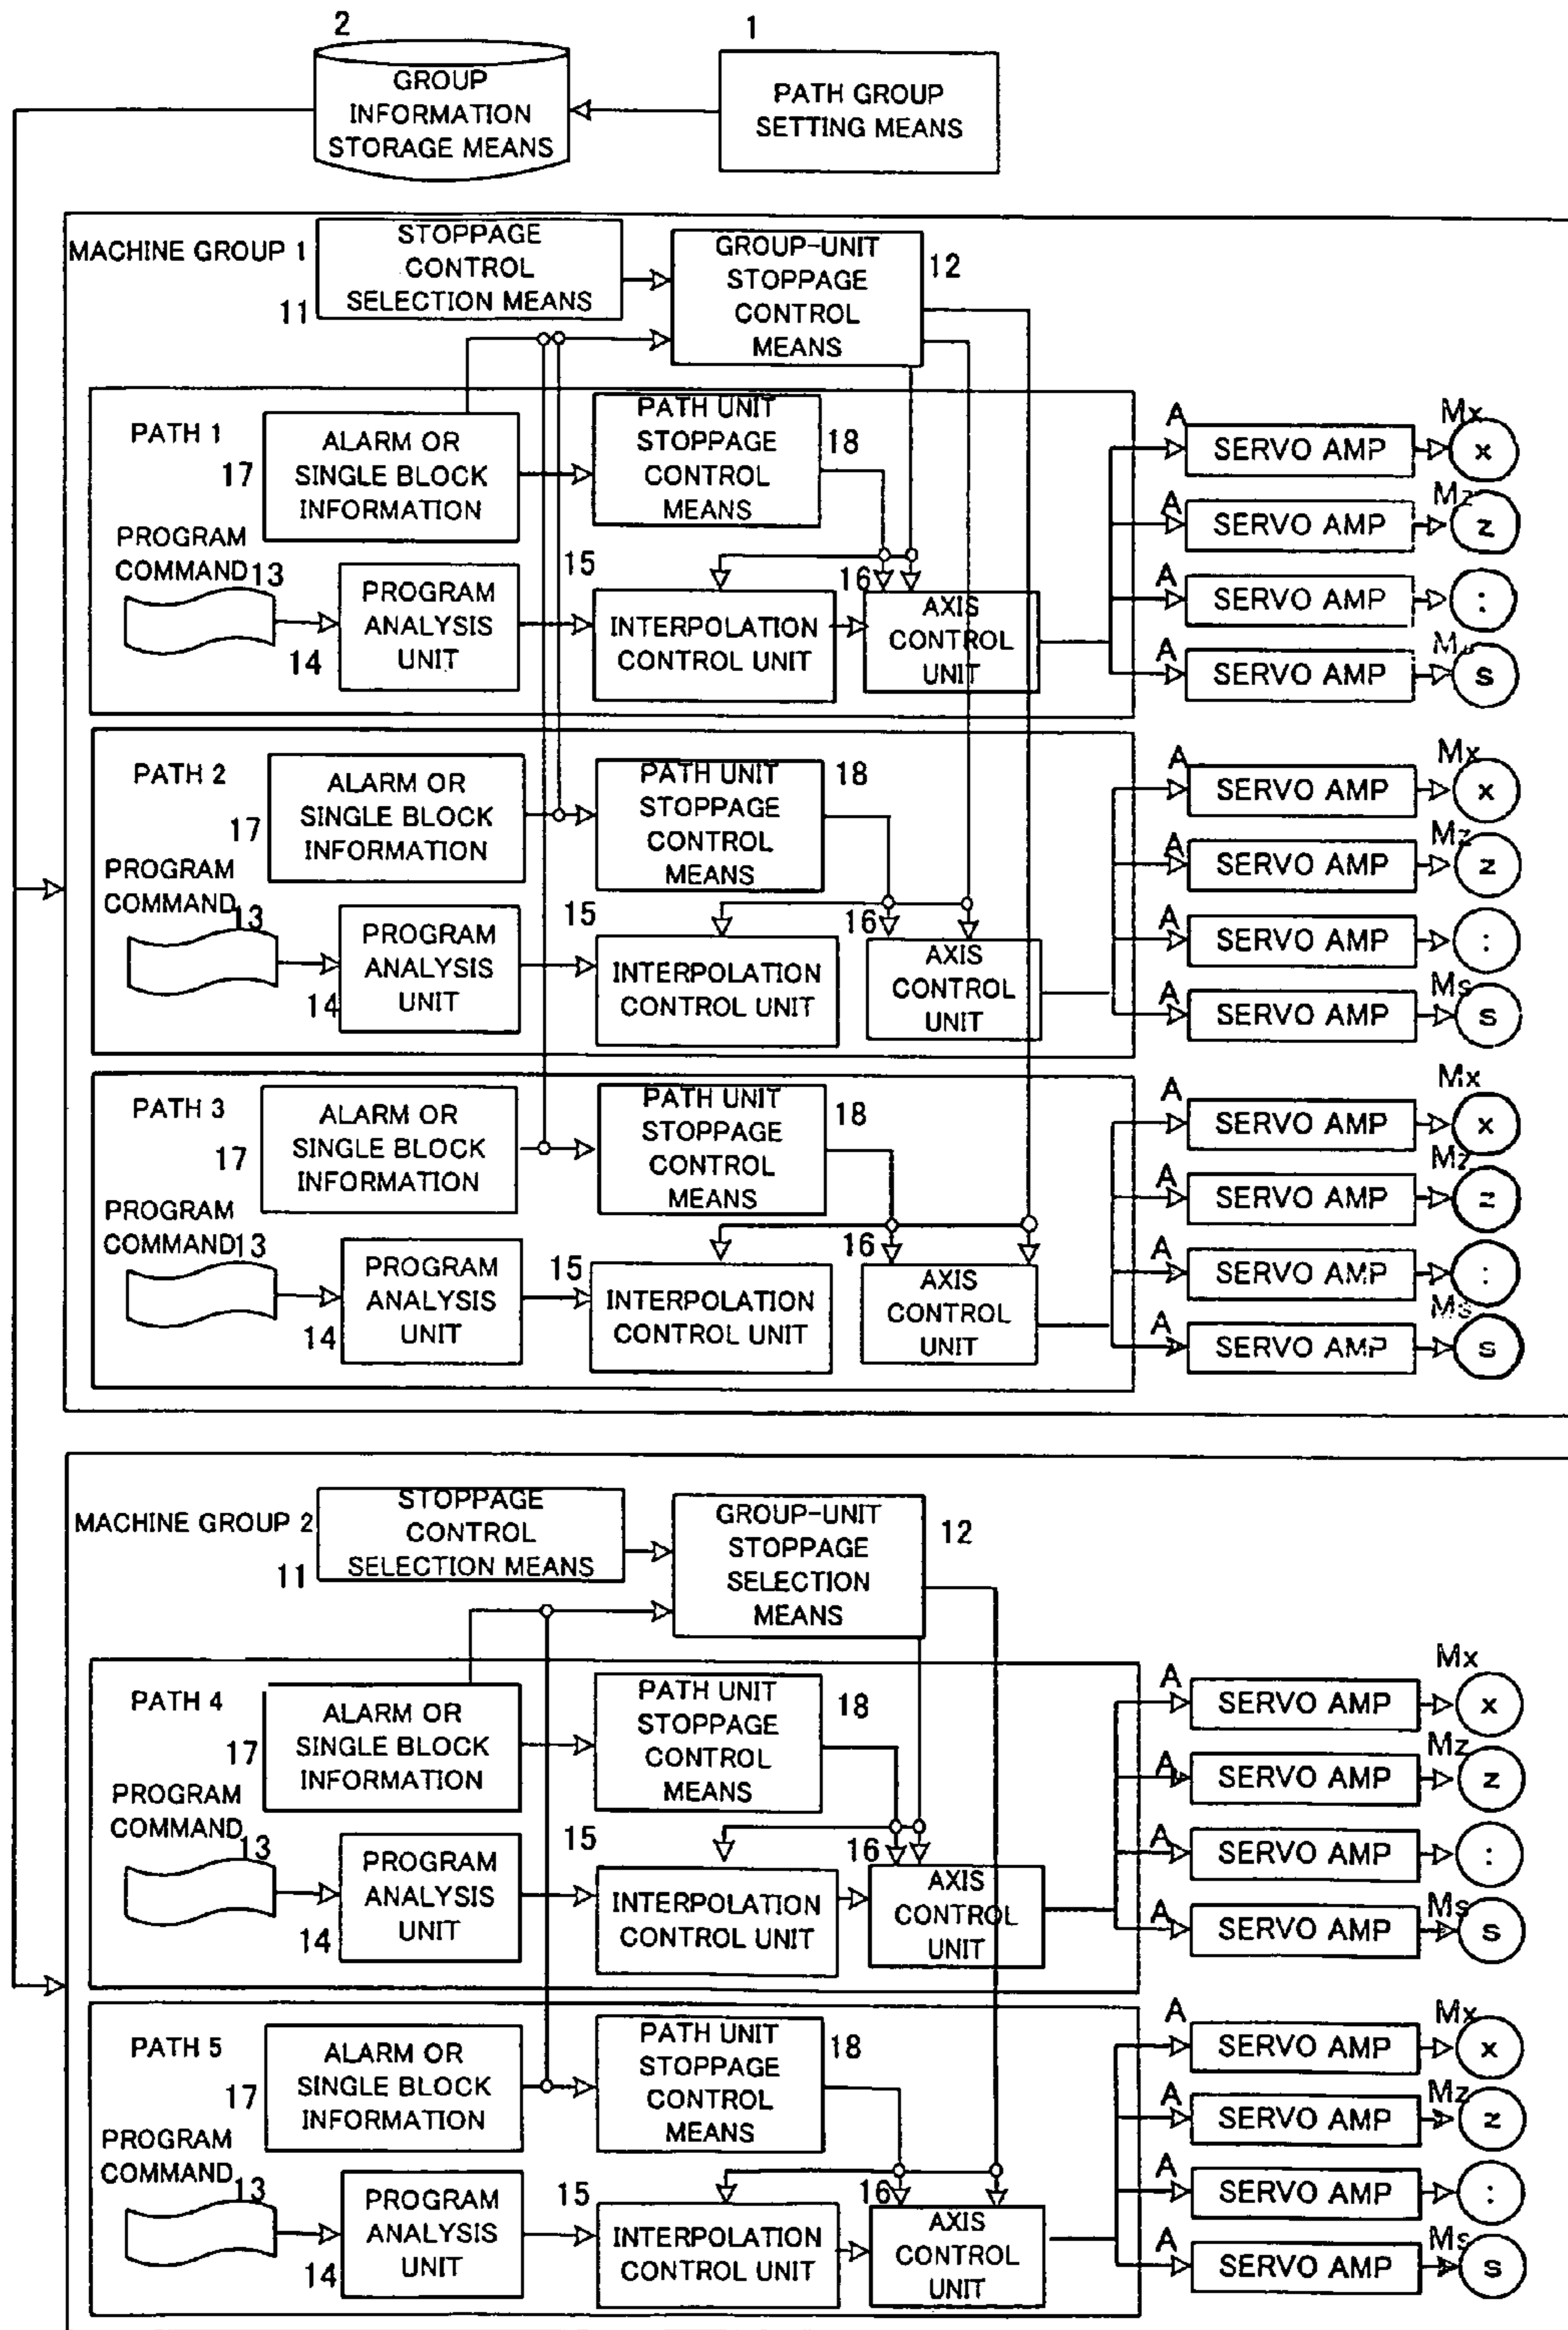 2
1
GROUP
INFORMATION
STORAGE MEANS
PATH GROUP
SETTING MEANS
MACHINE GROUP 1
STOPPAGE
CONTROL
SELECTION MEANS
11
GROUP-UNIT
STOPPAGE
CONTROL
MEANS
12
PATH 1
17
ALARM OR
SINGLE BLOCK
INFORMATION
PATH UNIT
STOPPAGE
CONTROL
MEANS
18
PROGRAM
COMMAND
13
14
PROGRAM
ANALYSIS
UNIT
15
INTERPOLATION
CONTROL UNIT
16
AXIS
CONTROL
UNIT
A
SERVO AMP
Mx
x
A
SERVO AMP
Mz
z
A
SERVO AMP
:
A
SERVO AMP
s
PATH 2
17
ALARM OR
SINGLE BLOCK
INFORMATION
PATH UNIT
STOPPAGE
CONTROL
MEANS
18
PROGRAM
COMMAND
13
14
PROGRAM
ANALYSIS
UNIT
15
INTERPOLATION
CONTROL UNIT
16
AXIS
CONTROL
UNIT
A
SERVO AMP
Mx
x
A
SERVO AMP
Mz
z
A
SERVO AMP
:
A
SERVO AMP
Ms
s
PATH 3
17
ALARM OR
SINGLE BLOCK
INFORMATION
PATH UNIT
STOPPAGE
CONTROL
MEANS
18
PROGRAM
COMMAND
13
14
PROGRAM
ANALYSIS
UNIT
15
INTERPOLATION
CONTROL UNIT
16
AXIS
CONTROL
UNIT
A
SERVO AMP
Mx
x
A
SERVO AMP
Mz
z
A
SERVO AMP
:
A
SERVO AMP
Ms
s
MACHINE GROUP 2
STOPPAGE
CONTROL
SELECTION MEANS
11
GROUP-UNIT
STOPPAGE
SELECTION
MEANS
12
PATH 4
17
ALARM OR
SINGLE BLOCK
INFORMATION
PATH UNIT
STOPPAGE
CONTROL
MEANS
18
PROGRAM
COMMAND
13
14
PROGRAM
ANALYSIS
UNIT
15
INTERPOLATION
CONTROL UNIT
16
AXIS
CONTROL
UNIT
A
SERVO AMP
Mx
x
A
SERVO AMP
Mz
z
A
SERVO AMP
:
A
SERVO AMP
Ms
s
PATH 5
17
ALARM OR
SINGLE BLOCK
INFORMATION
PATH UNIT
STOPPAGE
CONTROL
MEANS
18
PROGRAM
COMMAND
13
14
PROGRAM
ANALYSIS
UNIT
15
INTERPOLATION
CONTROL UNIT
16
AXIS
CONTROL
UNIT
A
SERVO AMP
Mx
x
A
SERVO AMP
Mz
z
A
SERVO AMP
:
A
SERVO AMP
Ms
s